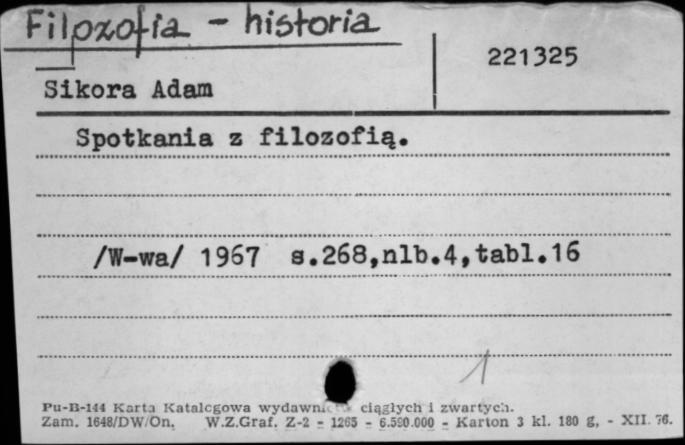 Filozofia - historia
221325
Sikora Adam
Spotkania z filozofią.
/W-wa/ 1967 s.268,nlb.4,tabl.16
1
Pu-B-144 Karta Katalogowa ciągłych i zwartych.
Zam. 1648/DW/On. W.Z.Graf. Z-2 - 1265 - 6.590.000 - Karton 3 kl. 180 g, - XII. 76.